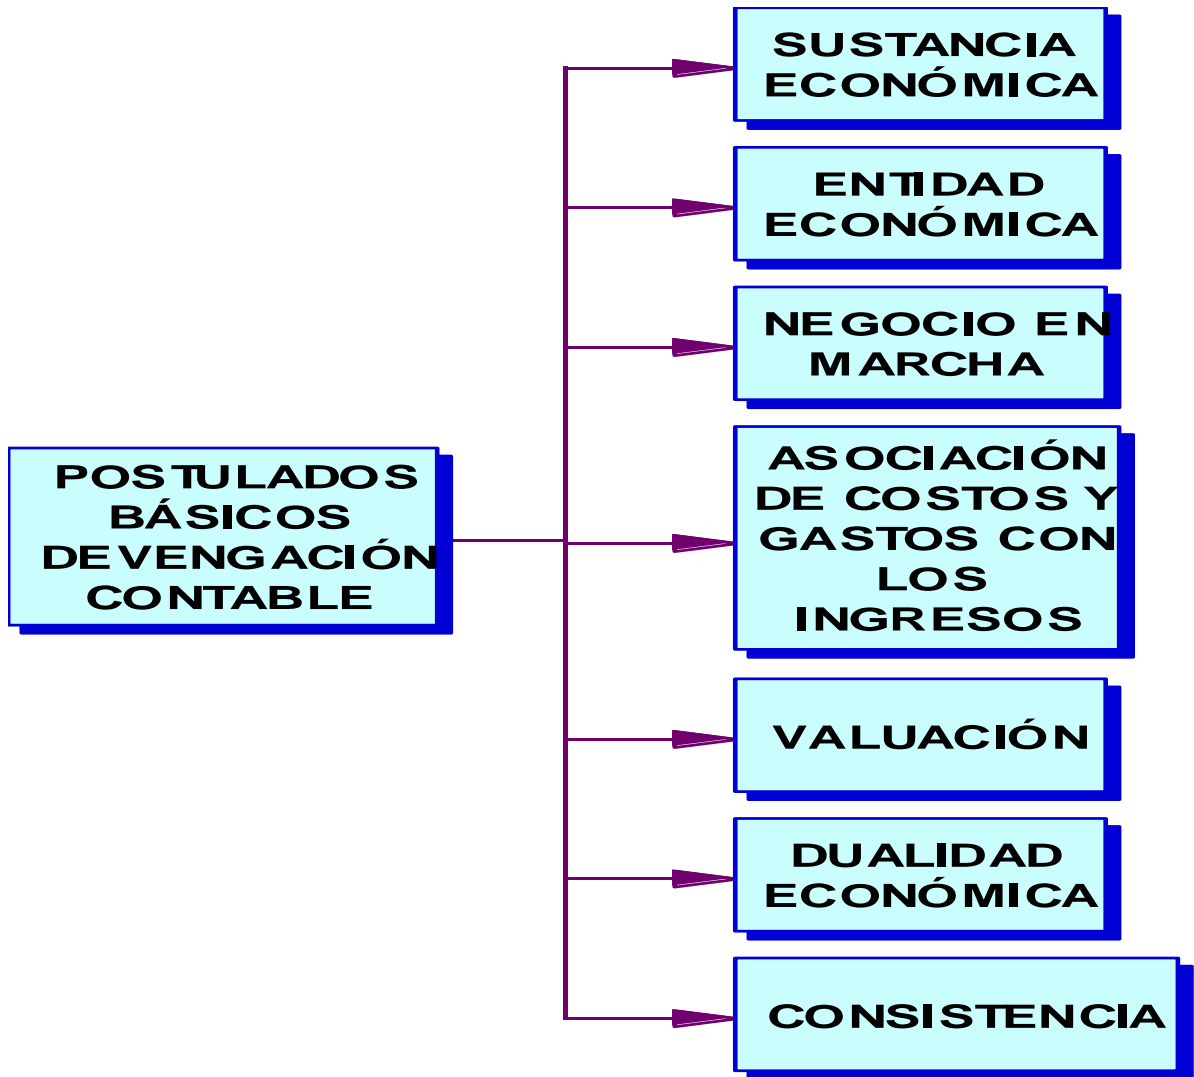 POSTULADOS
BÁSICOS
DEVENGACIÓN
CONTABLE
SUSTANCIA
ECONÓMICA
ENTIDAD
ECONÓMICA
NEGOCIO EN
MARCHA
ASOCIACIÓN
DE COSTOS Y
GASTOS CON
LOS
INGRESOS
VALUACIÓN
DUALIDAD
ECONÓMICA
CONSISTENCIA